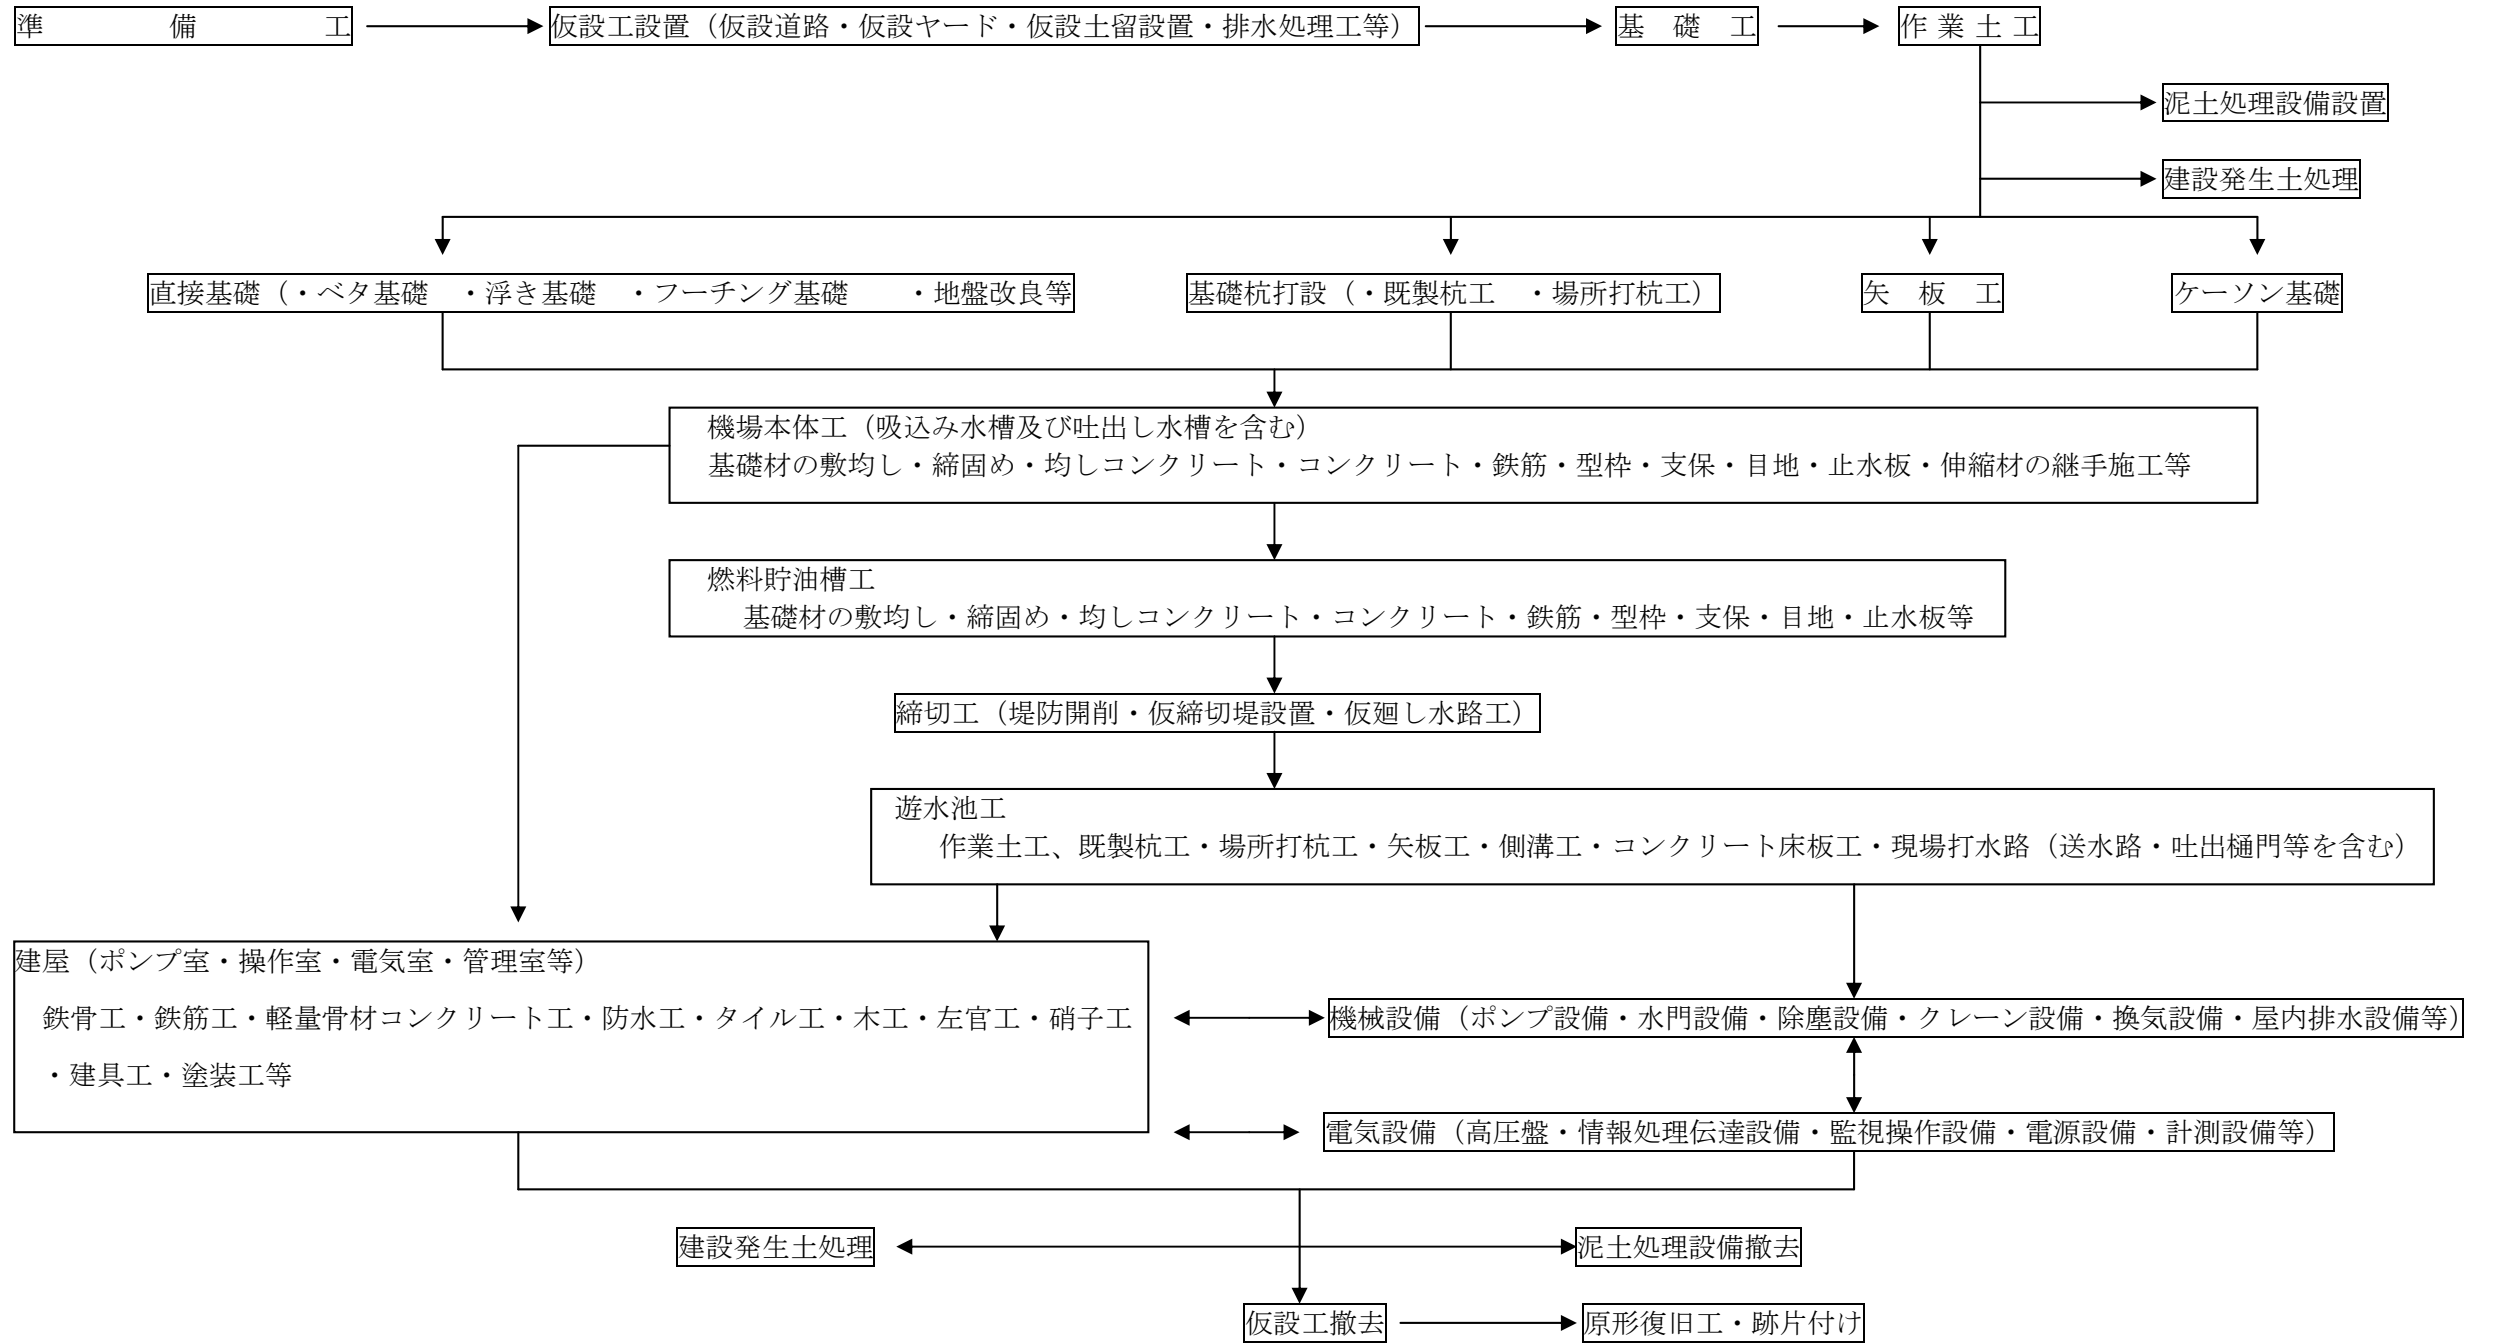 準　備　工
仮設工設置（仮設道路・仮設ヤード・仮設土留設置・排水処理工等）
基　礎　工
作 業 土 工
泥土処理設備設置
建設発生土処理
直接基礎（・ベタ基礎　・浮き基礎　・フーチング基礎　　・地盤改良等
基礎杭打設（・既製杭工　・場所打杭工）
矢　板　工
ケーソン基礎
機場本体工（吸込み水槽及び吐出し水槽を含む）
基礎材の敷均し・締固め・均しコンクリート・コンクリート・鉄筋・型枠・支保・目地・止水板・伸縮材の継手施工等
燃料貯油槽工
基礎材の敷均し・締固め・均しコンクリート・コンクリート・鉄筋・型枠・支保・目地・止水板等
締切工（堤防開削・仮締切堤設置・仮廻し水路工）
遊水池工
作業土工、既製杭工・場所打杭工・矢板工・側溝工・コンクリート床板工・現場打水路（送水路・吐出樋門等を含む）
建屋（ポンプ室・操作室・電気室・管理室等）
鉄骨工・鉄筋工・軽量骨材コンクリート工・防水工・タイル工・木工・左官工・硝子工
・建具工・塗装工等
機械設備（ポンプ設備・水門設備・除塵設備・クレーン設備・換気設備・屋内排水設備等）
電気設備（高圧盤・情報処理伝達設備・監視操作設備・電源設備・計測設備等）
建設発生土処理
泥土処理設備撤去
仮設工撤去
原形復旧工・跡片付け